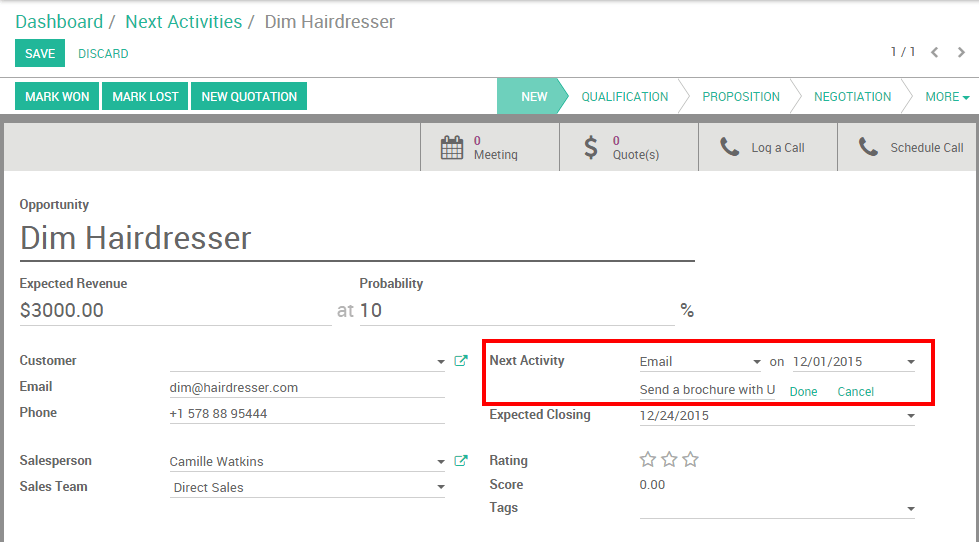 Dashboard / Next Activities / Dim Hairdresser
SAVE DISCARD 1 / 1
MARK WON MARK LOST NEW QUOTATION NEW QUALIFICATION PROPOSITION NEGOTIATION MORE
0 Meeting 0 Quote(s) Log a Call Schedule Call
Opportunity
Dim Hairdresser
Expected Revenue Probability
$3000.00 at 10 %
Customer Next Activity Email on 12/01/2015
Email dim@hairdresser.com Send a brochure with U Done Cancel
Phone +1 578 88 95444 Expected Closing 12/24/2015
Salesperson Camille Watkins Rating
Sales Team Direct Sales Score 0.00
Tags